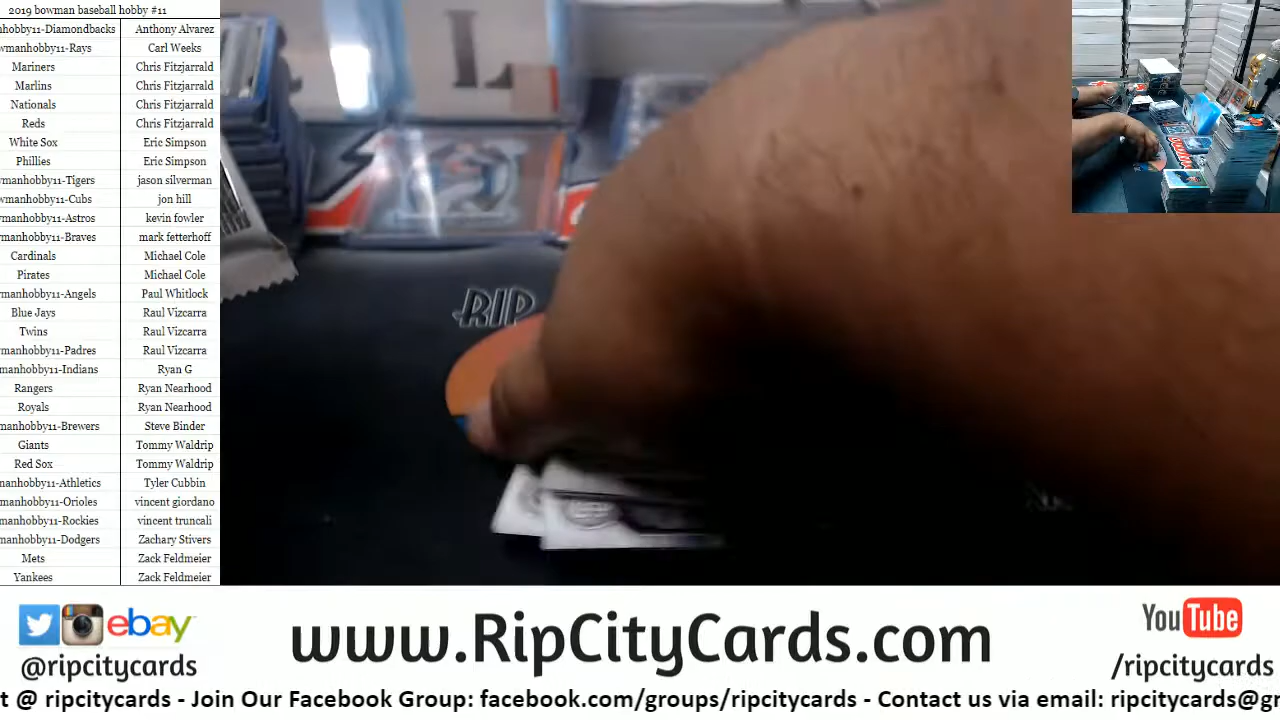 2019 bowman baseball hobby #11
hobby11-Diamondbacks Anthony Alvarez
manhobby11-Rays Carl Weeks
Mariners Chris Fitzjarrald
Marlins Chris Fitzjarrald
Nationals Chris Fitzjarrald
Reds Chris Fitzjarrald
White Sox Eric Simpson
Phillies Eric Simpson
manhobby11-Tigers jason silverman
manhobby11-Cubs jon hill
manhobby11-Astros kevin fowler
manhobby11-Braves mark fetterhoff
Cardinals Michael Cole
Pirates Michael Cole
manhobby11-Angels Paul Whitlock
Blue Jays Raul Vizcarra
Twins Raul Vizcarra
manhobby11-Padres Raul Vizcarra
manhobby11-Indians Ryan G
Rangers Ryan Nearhood
Royals Ryan Nearhood
manhobby11-Brewers Steve Binder
Giants Tommy Waldrip
Red Sox Tommy Waldrip
manhobby11-Athletics Tyler Cubbin
manhobby11-Orioles vincent giordano
manhobby11-Rockies vincent truncali
manhobby11-Dodgers Zachary Stivers
Mets Zack Feldmeier
Yankees Zack Feldmeier
RIP
ebay
@ripcitycards
www.RipCityCards.com
YouTube
/ripcitycards
t @ ripcitycards - Join Our Facebook Group: facebook.com/groups/ripcitycards - Contact us via email: ripcitycards@g